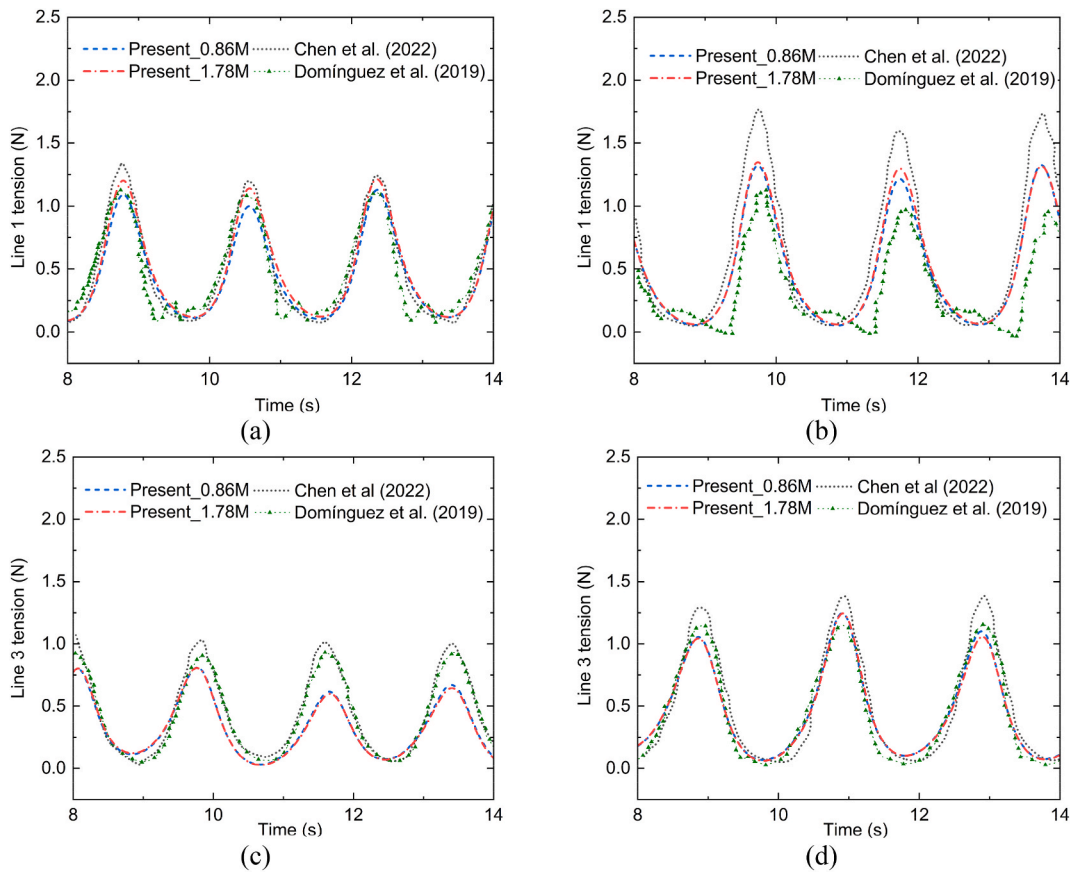 2.5
Present_0.86M Chen et al. (2022)
Present_1.78M Domínguez et al. (2019)
2.0
1.5
1.0
0.5
0.0
Line 1 tension (N)
8 10 12 14
Time (s)
(a)
2.5
Present_0.86M Chen et al. (2022)
Present_1.78M Domínguez et al. (2019)
2.0
1.5
1.0
0.5
0.0
Line 1 tension (N)
8 10 12 14
Time (s)
(b)
2.5
Present_0.86M Chen et al (2022)
Present_1.78M Domínguez et al. (2019)
2.0
1.5
1.0
0.5
0.0
Line 3 tension (N)
8 10 12 14
Time (s)
(c)
2.5
Present_0.86M Chen et al (2022)
Present_1.78M Domínguez et al. (2019)
2.0
1.5
1.0
0.5
0.0
Line 3 tension (N)
8 10 12 14
Time (s)
(d)